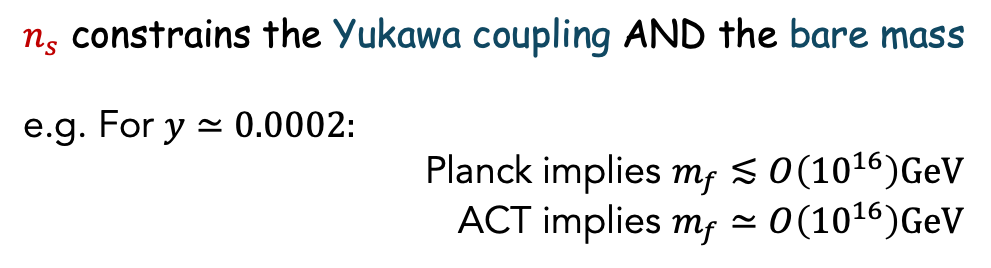 n_s constrains the Yukawa coupling AND the bare mass
e.g. For y ≃ 0.0002:
Planck implies m_f ≲ O(10^16)GeV
ACT implies m_f ≃ O(10^16)GeV